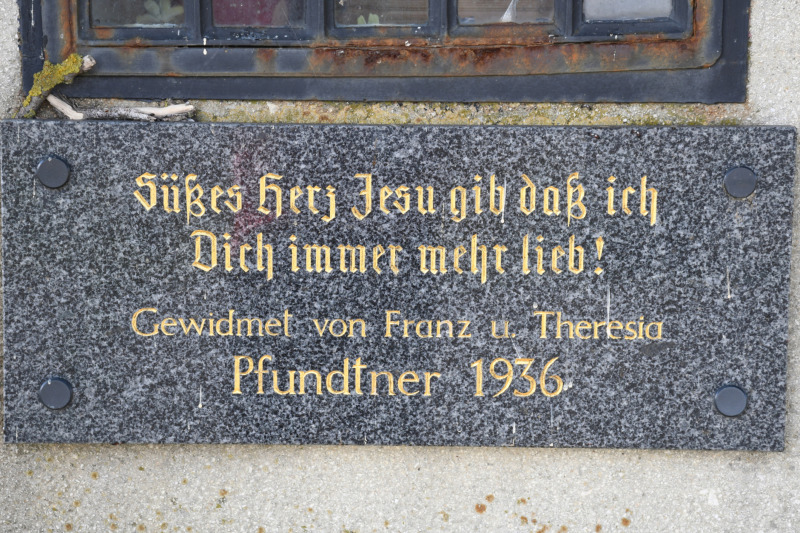 Süßes Herz Jesu gib daß ich
Dich immer mehr lieb!
Gewidmet von Franz u. Theresia
Pfundtner 1936